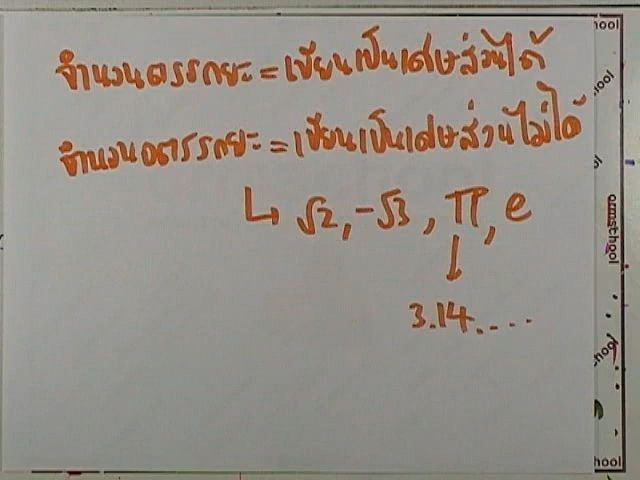 จำนวนตรรกยะ = เขียนเป็นเศษส่วนได้
จำนวนอตรรกยะ = เขียนเป็นเศษส่วนไม่ได้
↳ √2, -√3, π, e
↓
3.14.....
armschool
hool
hool